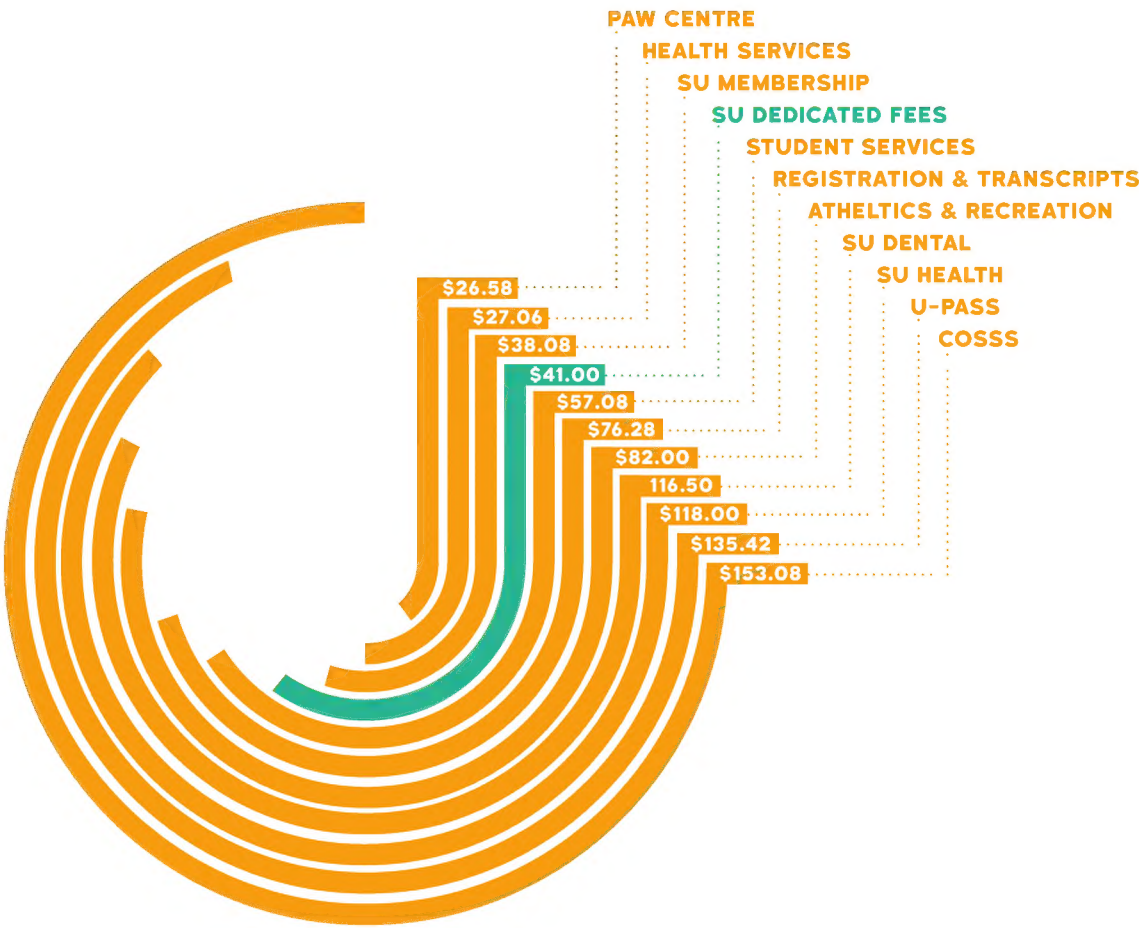 PAW CENTRE
HEALTH SERVICES
SU MEMBERSHIP
SU DEDICATED FEES
STUDENT SERVICES
REGISTRATION & TRANSCRIPTS
ATHELTICS & RECREATION
SU DENTAL
SU HEALTH
U-PASS
COSSS
$26.58
$27.06
$38.08
$41.00
$57.08
$76.28
$82.00
116.50
$118.00
$135.42
$153.08